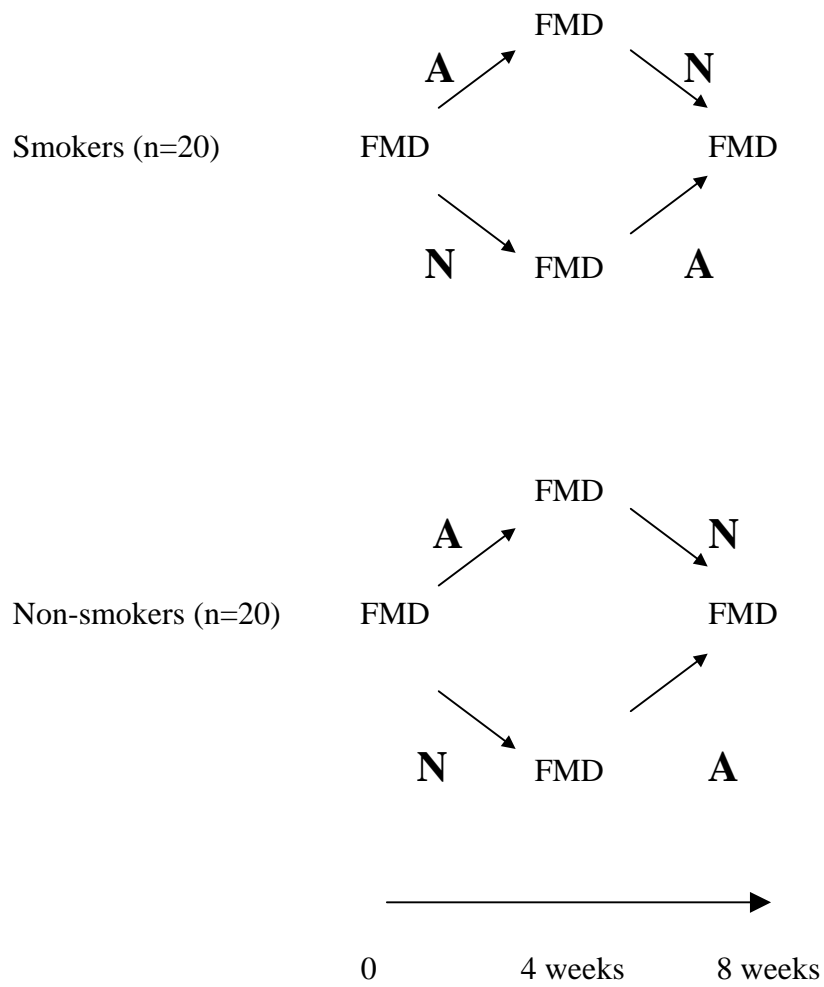 FMD
A N
Smokers (n=20) FMD FMD
N FMD A
FMD
A N
Non-smokers (n=20) FMD FMD
N FMD A
0 4 weeks 8 weeks